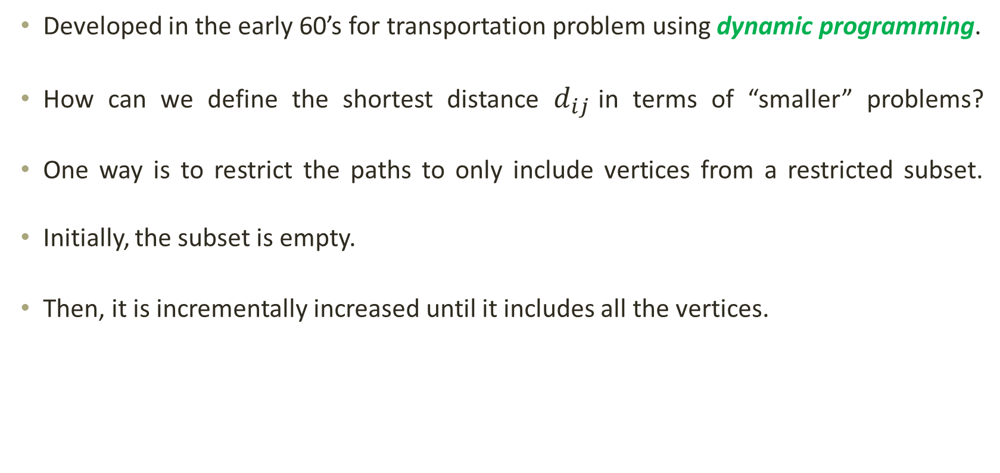 • Developed in the early 60’s for transportation problem using dynamic programming.
• How can we define the shortest distance d_{ij} in terms of “smaller” problems?
• One way is to restrict the paths to only include vertices from a restricted subset.
• Initially, the subset is empty.
• Then, it is incrementally increased until it includes all the vertices.